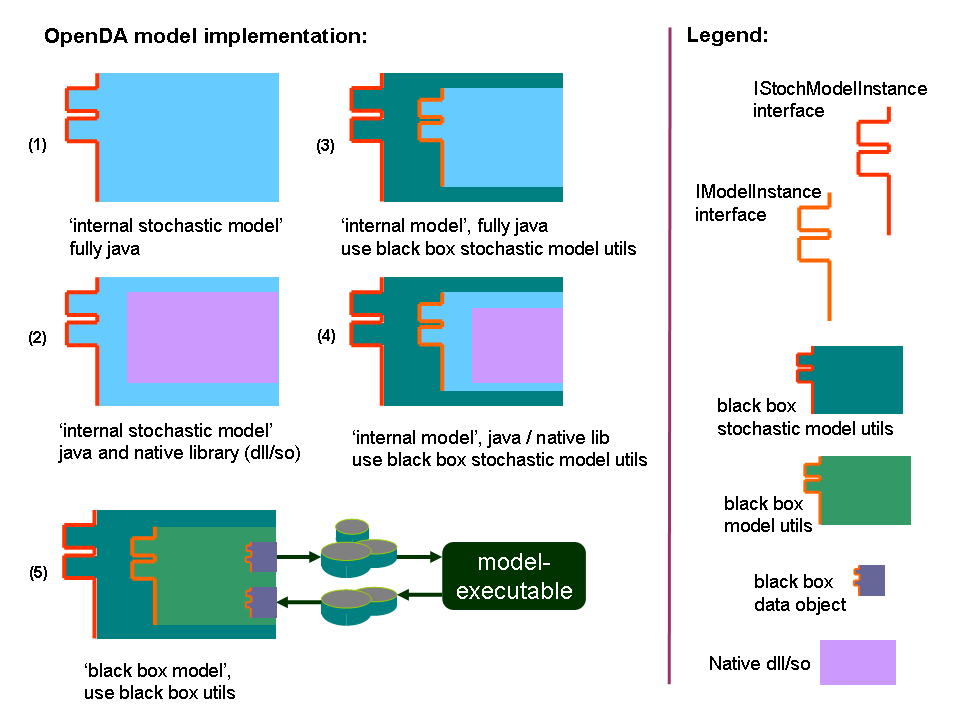 OpenDA model implementation:
(1)
‘internal stochastic model’
fully java
(3)
‘internal model’, fully java
use black box stochastic model utils
(2)
‘internal stochastic model’
java and native library (dll/so)
(4)
‘internal model’, java / native lib
use black box stochastic model utils
(5)
model-
executable
‘black box model’,
use black box utils
Legend:
IStochModelInstance
interface
IModelInstance
interface
black box
stochastic model utils
black box
model utils
black box
data object
Native dll/so